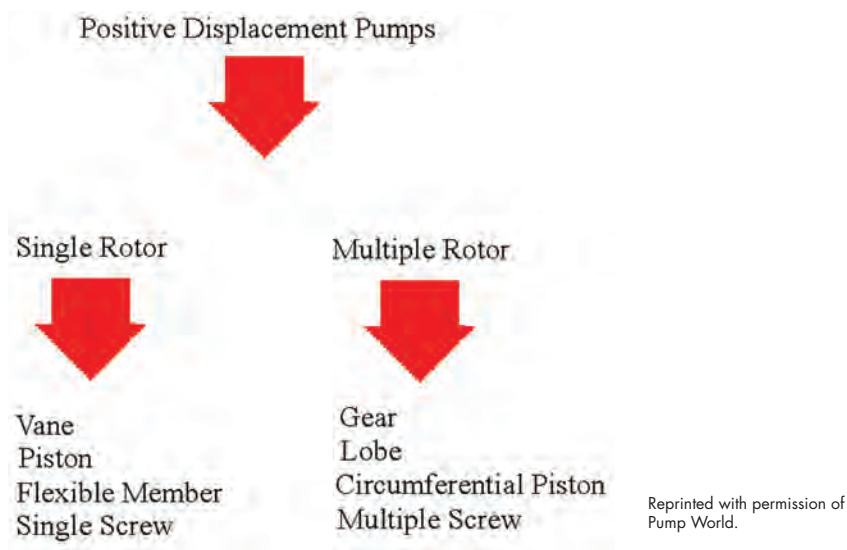 Positive Displacement Pumps
Single Rotor
Multiple Rotor
Vane
Piston
Flexible Member
Single Screw
Gear
Lobe
Circumferential Piston
Multiple Screw
Reprinted with permission of
Pump World.